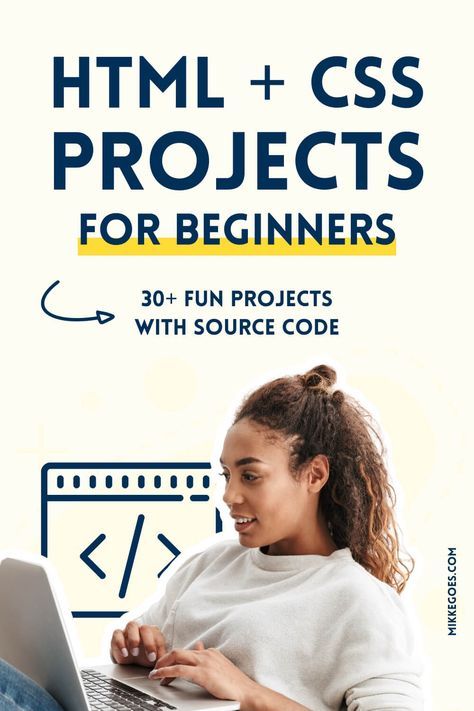 HTML + CSS
PROJECTS
FOR BEGINNERS
30+ FUN PROJECTS
WITH SOURCE CODE
</>
MIKKEGOES.COM